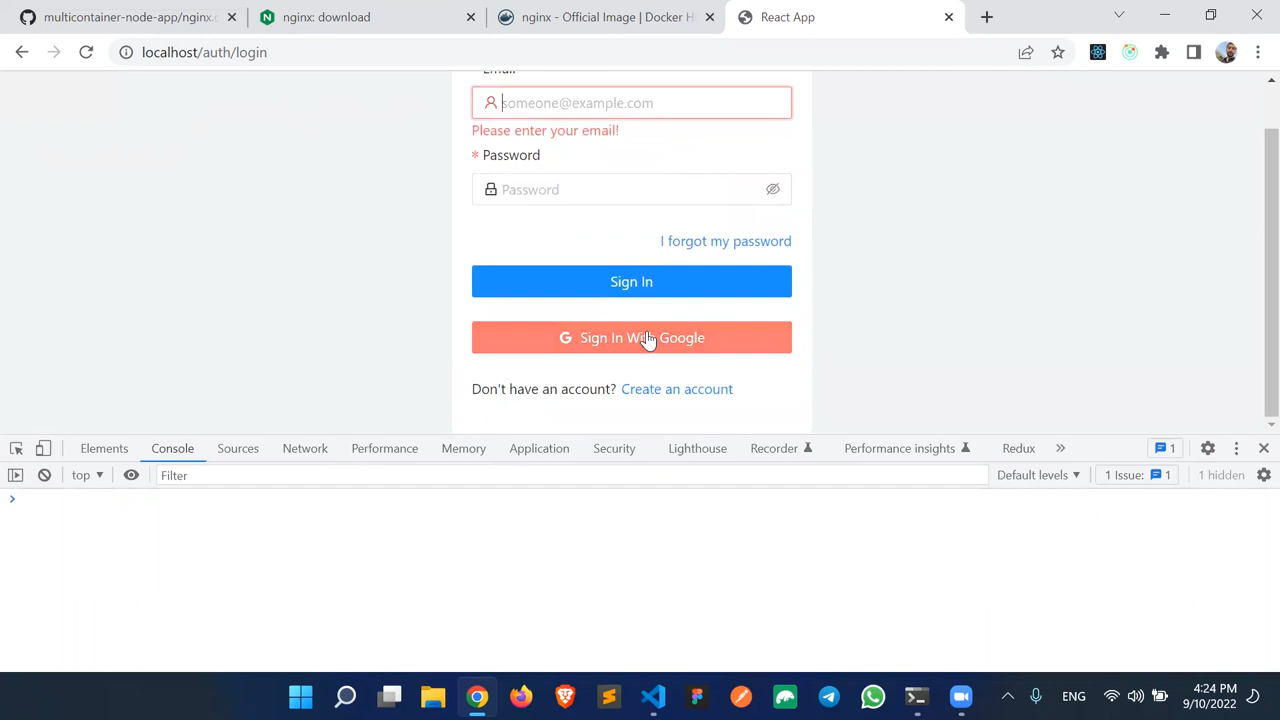 multicontainer-node-app/nginx.c
nginx: download
nginx - Official Image | Docker H
React App
localhost/auth/login
Email
someone@example.com
Please enter your email!
* Password
Password
I forgot my password
Sign In
G Sign In With Google
Don't have an account? Create an account
Elements Console Sources Network Performance Memory Application Security Lighthouse Recorder Performance insights Redux 1
top Filter Default levels 1 Issue: 1 1 hidden
ENG
4:24 PM
9/10/2022